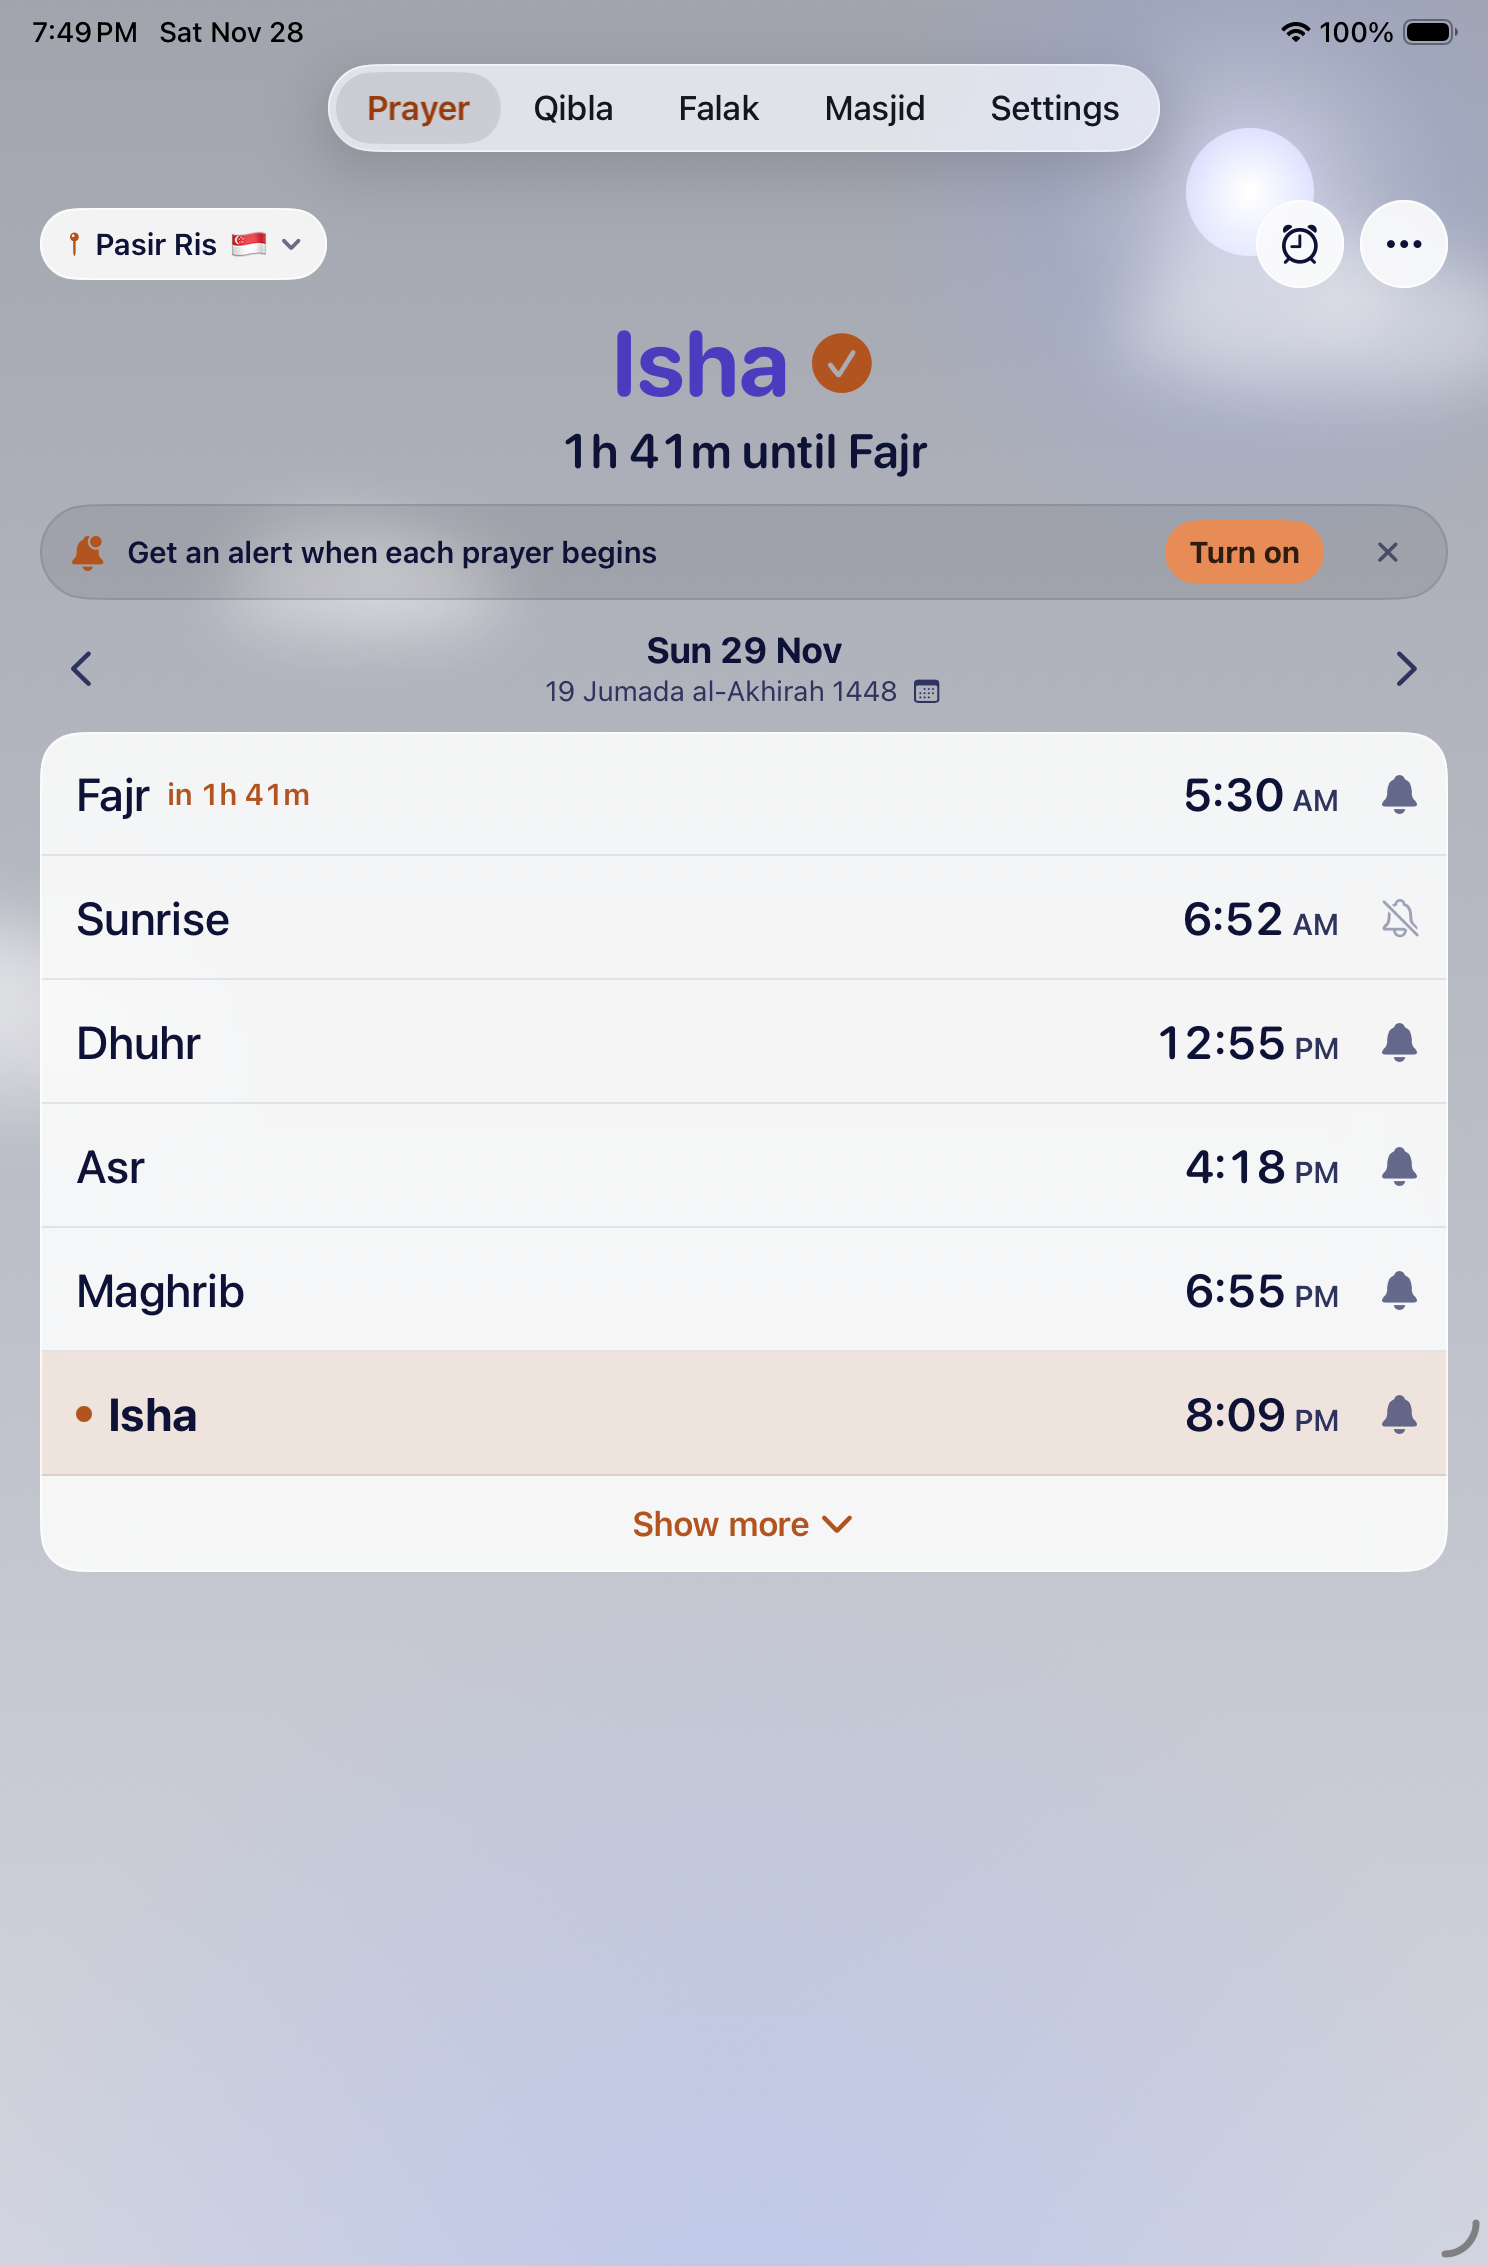 7:49 PM Sat Nov 28 100%
Prayer Qibla Falak Masjid Settings
Pasir Ris
Isha
1h 41m until Fajr
Get an alert when each prayer begins Turn on
Sun 29 Nov
19 Jumada al-Akhirah 1448
Fajr in 1h 41m 5:30 AM
Sunrise 6:52 AM
Dhuhr 12:55 PM
Asr 4:18 PM
Maghrib 6:55 PM
Isha 8:09 PM
Show more